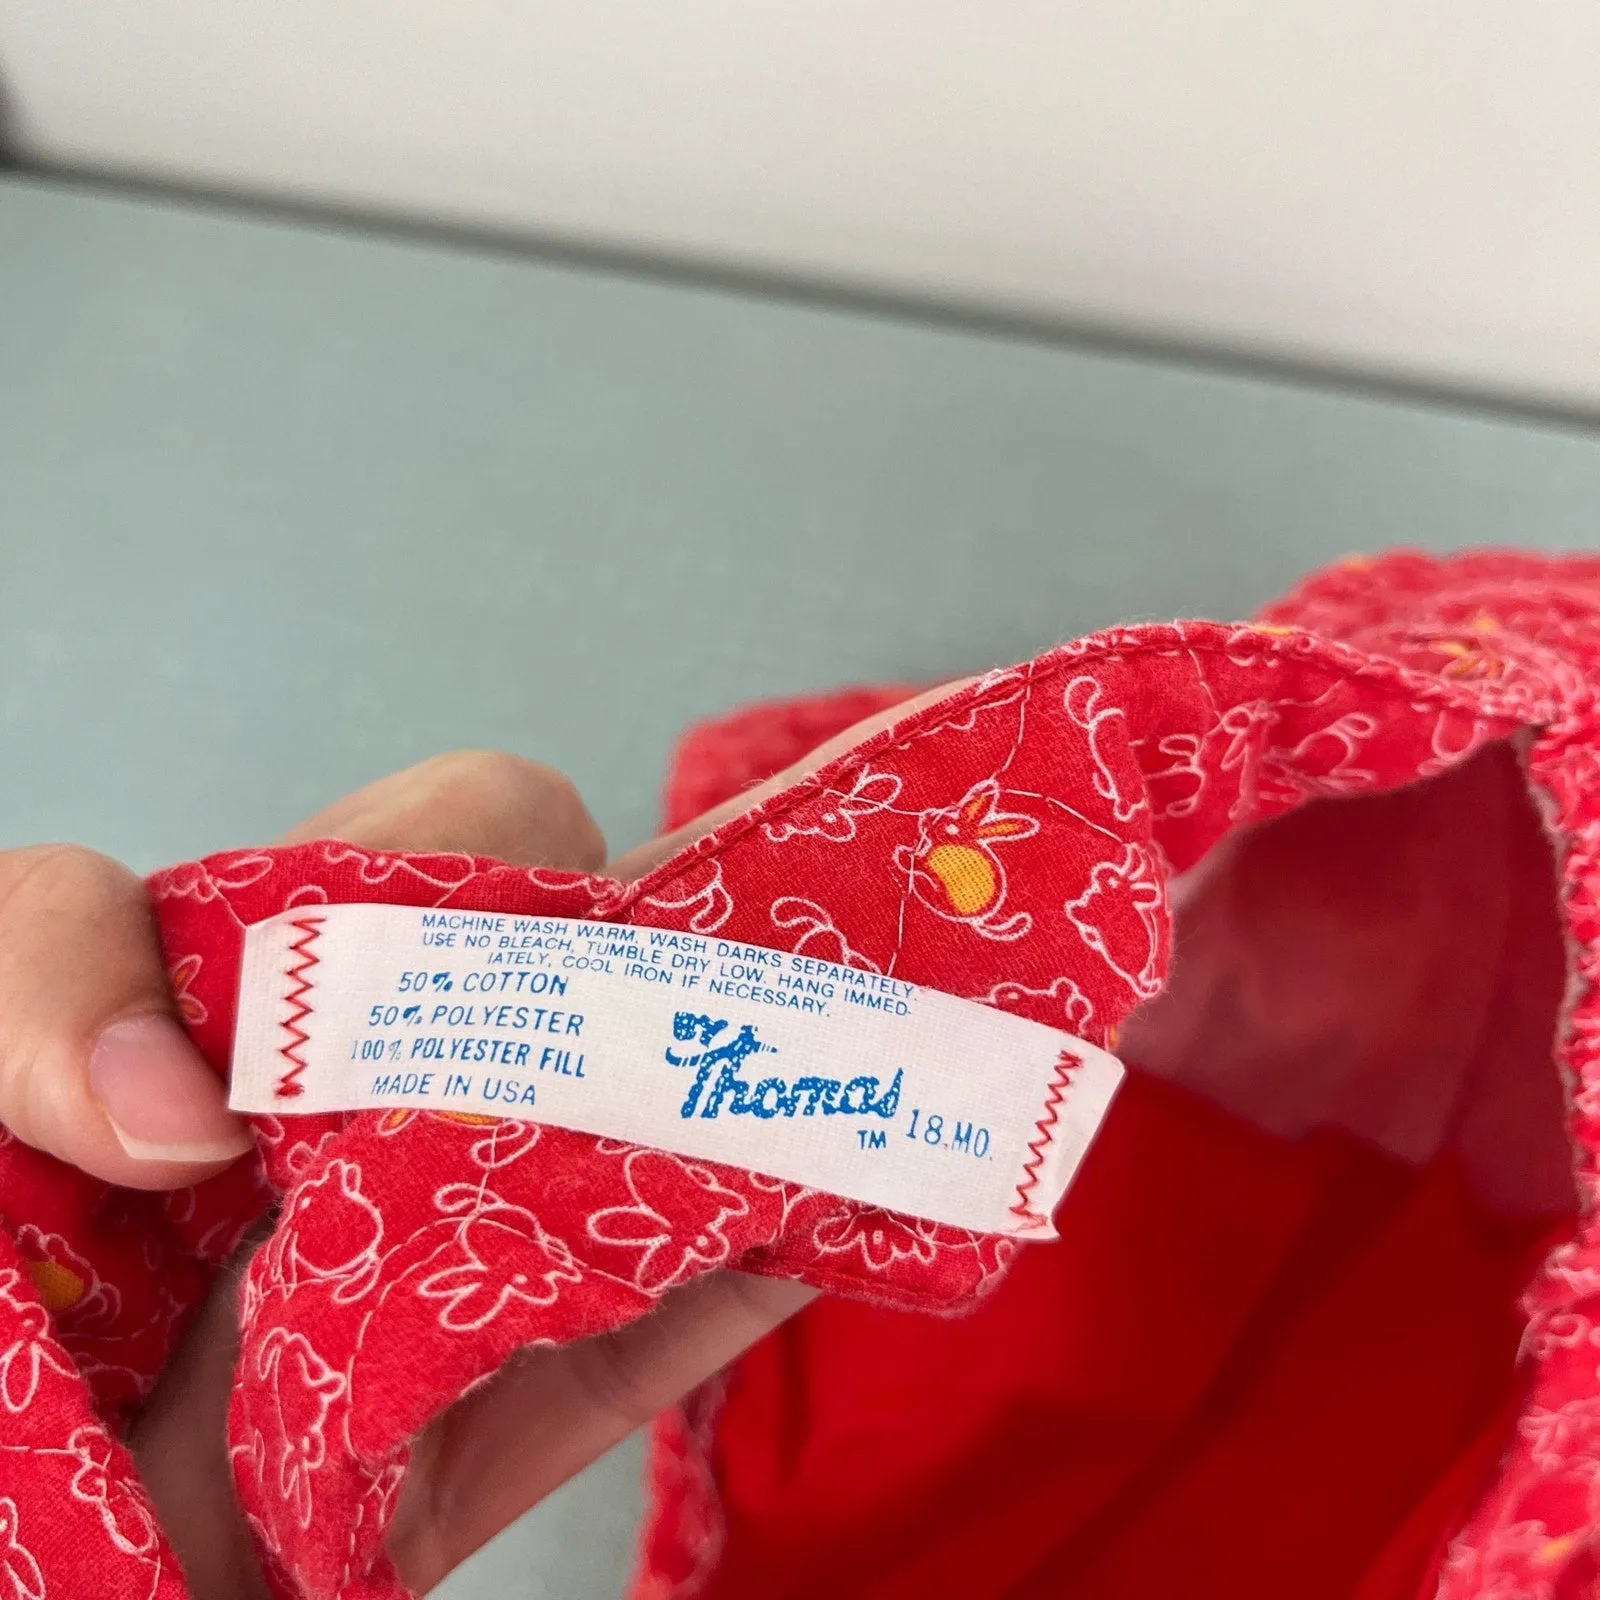 MACHINE WASH WARM. WASH DARKS SEPARATELY.
USE NO BLEACH, TUMBLE DRY LOW. HANG IMMED-
IATELY, COOL IRON IF NECESSARY.
50% COTTON
50% POLYESTER
100% POLYESTER FILL
MADE IN USA
Thomas
TM
18.MO.